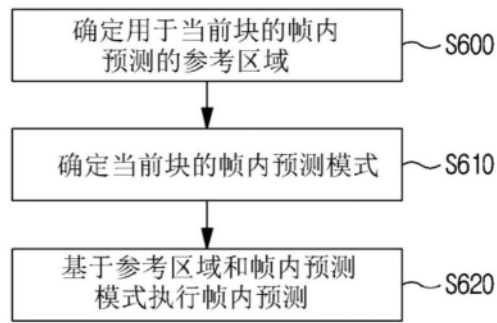 确定用于当前块的帧内
预测的参考区域
S600
确定当前块的帧内预测模式
S610
基于参考区域和帧内预测
模式执行帧内预测
S620